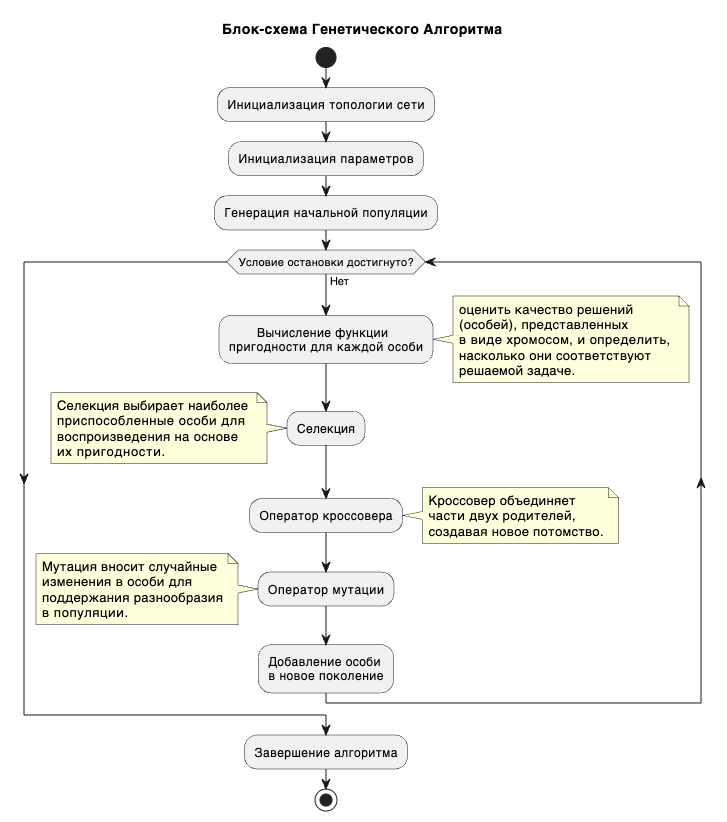 Блок-схема Генетического Алгоритма
Инициализация топологии сети
Инициализация параметров
Генерация начальной популяции
Условие остановки достигнуто?
Нет
Вычисление функции
пригодности для каждой особи
оценить качество решений
(особей), представленных
в виде хромосом, и определить,
насколько они соответствуют
решаемой задаче.
Селекция выбирает наиболее
приспособленные особи для
воспроизведения на основе
их пригодности.
Селекция
Оператор кроссовера
Кроссовер объединяет
части двух родителей,
создавая новое потомство.
Мутация вносит случайные
изменения в особи для
поддержания разнообразия
в популяции.
Оператор мутации
Добавление особи
в новое поколение
Завершение алгоритма